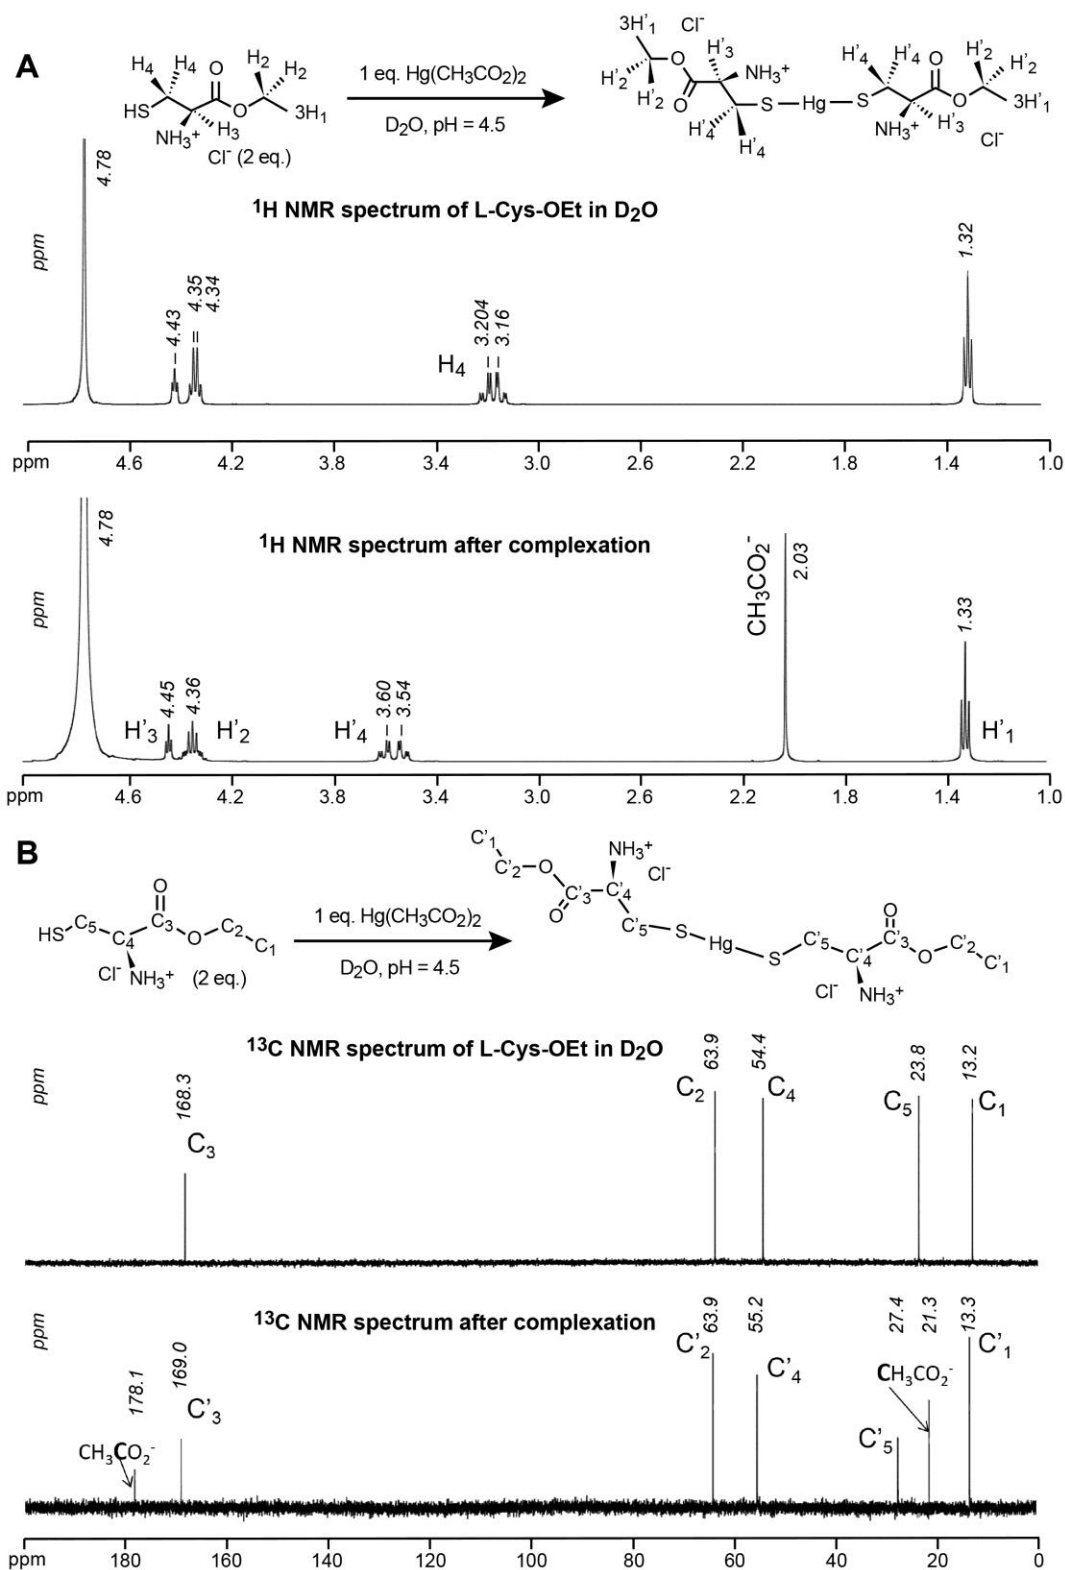 A
H4 H4 O H2 H2
HS O 3H1
NH3+ H3
Cl- (2 eq.)
1 eq. Hg(CH3CO2)2
D2O, pH = 4.5
3H'1 Cl-
O H'3
H'2 H'2 NH3+
O
S Hg S
H'4 H'4
H'4 H'4 O H'2 H'2
O 3H'1
NH3+ H'3
Cl-
1H NMR spectrum of L-Cys-OEt in D2O
ppm
4.78
4.43
4.35
4.34
H4
3.204
3.16
1.32
ppm 4.6 4.2 3.8 3.4 3.0 2.6 2.2 1.8 1.4 1.0
1H NMR spectrum after complexation
ppm
4.78
H'3
4.45
4.36
H'2
H'4
3.60
3.54
CH3CO2-
2.03
1.33
H'1
ppm 4.6 4.2 3.8 3.4 3.0 2.6 2.2 1.8 1.4 1.0
B
O
HS C5 C4 C3 O C2 C1
Cl- NH3+ (2 eq.)
1 eq. Hg(CH3CO2)2
D2O, pH = 4.5
C'1
C'2 O
NH3+
Cl-
O C'3 C'4
C'5 S Hg S
O
C'5 C'4 C'3 O C'2 C'1
Cl- NH3+
13C NMR spectrum of L-Cys-OEt in D2O
ppm
168.3
C3
C2
63.9
54.4
C4
C5
23.8
13.2
C1
13C NMR spectrum after complexation
ppm
CH3CO2-
178.1
169.0
C'3
C'2
63.9
55.2
C'4
27.4
C'5
21.3
CH3CO2-
13.3
C'1
ppm 180 160 140 120 100 80 60 40 20 0